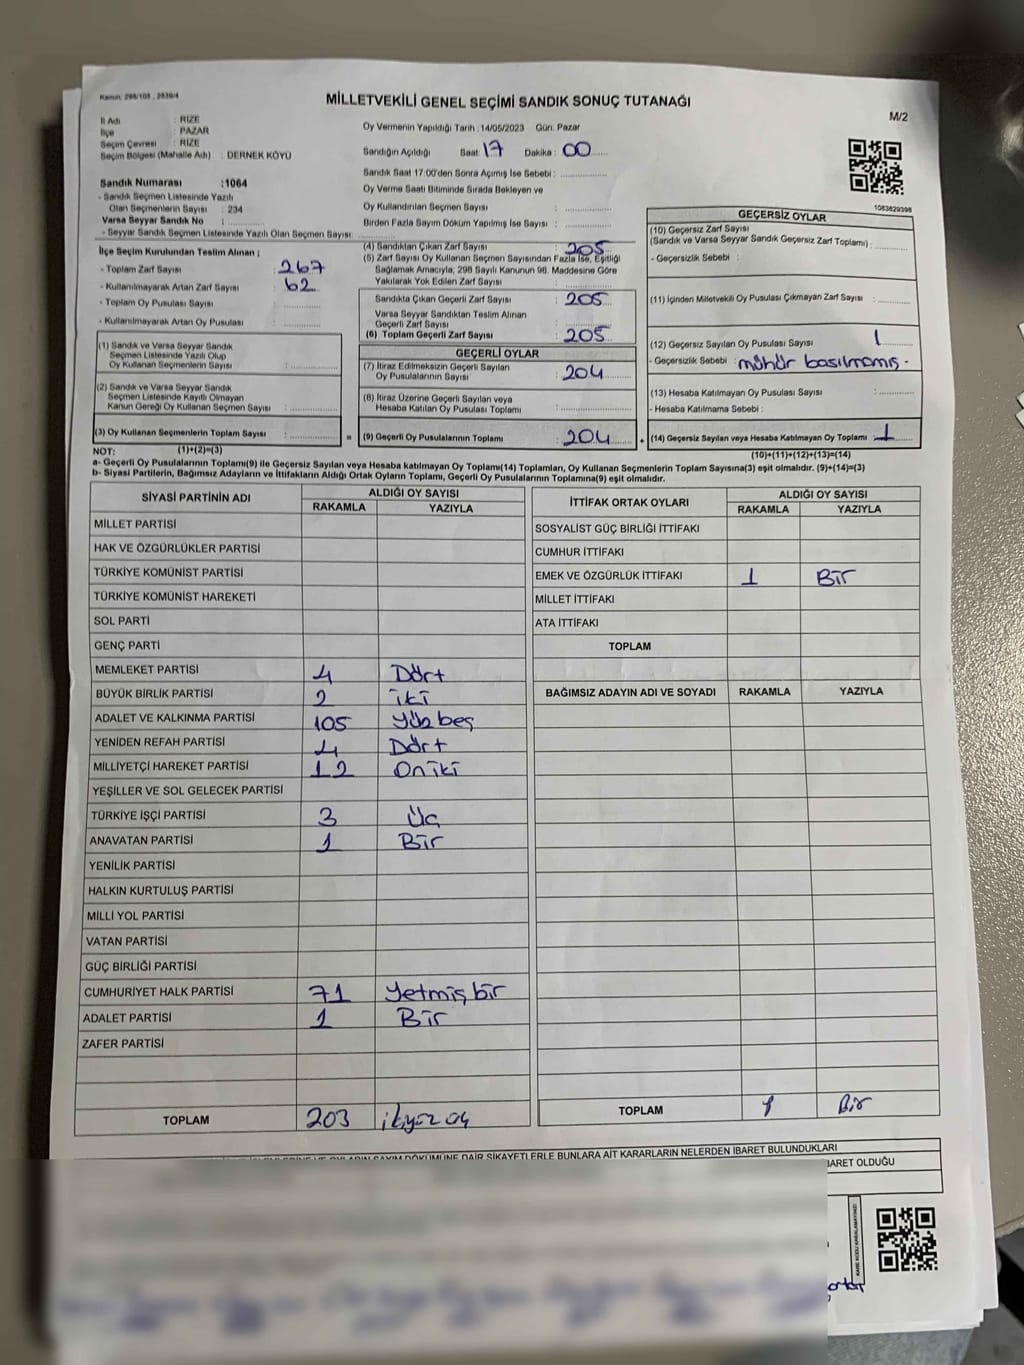 Kanun: 298/105 , 2839/4
MİLLETVEKİLİ GENEL SEÇİMİ SANDIK SONUÇ TUTANAĞI
M/2
İl Adı : RİZE
İlçe : PAZAR
Seçim Çevresi : RİZE
Seçim Bölgesi (Mahalle Adı) : DERNEK KÖYÜ
Oy Vermenin Yapıldığı Tarih : 14/05/2023 Gün: Pazar
Sandığın Açıldığı Saat: 17 Dakika: 00
Sandık Saat 17:00'den Sonra Açımış İse Sebebi :
Oy Verme Saati Bitiminde Sırada Bekleyen ve
Oy Kullandırılan Seçmen Sayısı :
Birden Fazla Sayım Döküm Yapılmış İse Sayısı :
1083829398
Sandık Numarası :1064
- Sandık Seçmen Listesinde Yazılı
Olan Seçmenlerin Sayısı : 234
Varsa Seyyar Sandık No :
- Seyyar Sandık Seçmen Listesinde Yazılı Olan Seçmen Sayısı:
İlçe Seçim Kurulundan Teslim Alınan ;
- Toplam Zarf Sayısı : 267
- Kullanılmayarak Artan Zarf Sayısı : 62
- Toplam Oy Pusulası Sayısı :
- Kullanılmayarak Artan Oy Pusulası :
(1) Sandık ve Varsa Seyyar Sandık
Seçmen Listesinde Yazılı Olup
Oy Kullanan Seçmenlerin Sayısı :
(2) Sandık ve Varsa Seyyar Sandık
Seçmen Listesinde Kayıtlı Olmayan
Kanun Gereği Oy Kullanan Seçmen Sayısı :
(3) Oy Kullanan Seçmenlerin Toplam Sayısı :
(1)+(2)=(3)
(4) Sandıktan Çıkan Zarf Sayısı : 205
(5) Zarf Sayısı Oy Kullanan Seçmen Sayısından Fazla İse, Eşitliği
Sağlamak Amacıyla, 298 Sayılı Kanunun 98. Maddesine Göre
Yakılarak Yok Edilen Zarf Sayısı :
Sandıkta Çıkan Geçerli Zarf Sayısı : 205
Varsa Seyyar Sandıktan Teslim Alınan
Geçerli Zarf Sayısı :
(6) Toplam Geçerli Zarf Sayısı : 205
GEÇERLİ OYLAR
(7) İtiraz Edilmeksizin Geçerli Sayılan
Oy Pusulalarının Sayısı : 204
(8) İtiraz Üzerine Geçerli Sayılan veya
Hesaba Katılan Oy Pusulası Toplamı :
= (9) Geçerli Oy Pusulalarının Toplamı : 204
GEÇERSİZ OYLAR
(10) Geçersiz Zarf Sayısı
(Sandık ve Varsa Seyyar Sandık Geçersiz Zarf Toplamı) :
- Geçersizlik Sebebi :
(11) İçinden Milletvekili Oy Pusulası Çıkmayan Zarf Sayısı :
(12) Geçersiz Sayılan Oy Pusulası Sayısı : 1
- Geçersizlik Sebebi : mühür basılmamış.
(13) Hesaba Katılmayan Oy Pusulası Sayısı :
- Hesaba Katılmama Sebebi :
+ (14) Geçersiz Sayılan veya Hesaba Katılmayan Oy Toplamı : 1
(10)+(11)+(12)+(13)=(14)
NOT:
a- Geçerli Oy Pusulalarının Toplamı(9) ile Geçersiz Sayılan veya Hesaba katılmayan Oy Toplamı(14) Toplamları, Oy Kullanan Seçmenlerin Toplam Sayısına(3) eşit olmalıdır. (9)+(14)=(3)
b- Siyasi Partilerin, Bağımsız Adayların ve İttifakların Aldığı Ortak Oyların Toplamı, Geçerli Oy Pusulalarının Toplamına(9) eşit olmalıdır.
SİYASİ PARTİNİN ADI ALDIĞI OY SAYISI
RAKAMLA YAZIYLA
MİLLET PARTİSİ
HAK VE ÖZGÜRLÜKLER PARTİSİ
TÜRKİYE KOMÜNİST PARTİSİ
TÜRKİYE KOMÜNİST HAREKETİ
SOL PARTİ
GENÇ PARTİ
MEMLEKET PARTİSİ 4 Dört
BÜYÜK BİRLİK PARTİSİ 2 iki
ADALET VE KALKINMA PARTİSİ 105 Yüz beş
YENİDEN REFAH PARTİSİ 4 Dört
MİLLİYETÇİ HAREKET PARTİSİ 12 Oniki
YEŞİLLER VE SOL GELECEK PARTİSİ
TÜRKİYE İŞÇİ PARTİSİ 3 Üç
ANAVATAN PARTİSİ 1 Bir
YENİLİK PARTİSİ
HALKIN KURTULUŞ PARTİSİ
MİLLİ YOL PARTİSİ
VATAN PARTİSİ
GÜÇ BİRLİĞİ PARTİSİ
CUMHURİYET HALK PARTİSİ 71 Yetmiş bir
ADALET PARTİSİ 1 Bir
ZAFER PARTİSİ
TOPLAM 203 ikiyüz üç
İTTİFAK ORTAK OYLARI ALDIĞI OY SAYISI
RAKAMLA YAZIYLA
SOSYALİST GÜÇ BİRLİĞİ İTTİFAKI
CUMHUR İTTİFAKI
EMEK VE ÖZGÜRLÜK İTTİFAKI 1 Bir
MİLLET İTTİFAKI
ATA İTTİFAKI
TOPLAM
BAĞIMSIZ ADAYIN ADI VE SOYADI RAKAMLA YAZIYLA
TOPLAM 1 Bir
SAYIM DÖKÜMÜNE DAİR ŞİKAYETLERLE BUNLARA AİT KARARLARIN NELERDEN İBARET BULUNDUKLARI
İBARET OLDUĞU